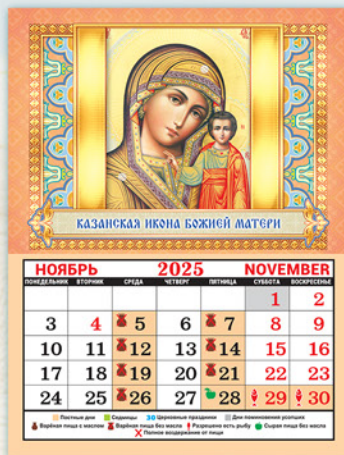 КАЗАНСКАЯ ИКОНА БОЖИЕЙ МАТЕРИ
НОЯБРЬ 2025 NOVEMBER
ПОНЕДЕЛЬНИК ВТОРНИК СРЕДА ЧЕТВЕРГ ПЯТНИЦА СУББОТА ВОСКРЕСЕНЬЕ
1 2
3 4 5 6 7 8 9
10 11 12 13 14 15 16
17 18 19 20 21 22 23
24 25 26 27 28 29 30
Постные дни Седмицы 30 Церковные праздники Дни поминовения усопших
Варёная пища с маслом Варёная пища без масла Разрешено есть рыбу Сырая пища без масла
Полное воздержание от пищи